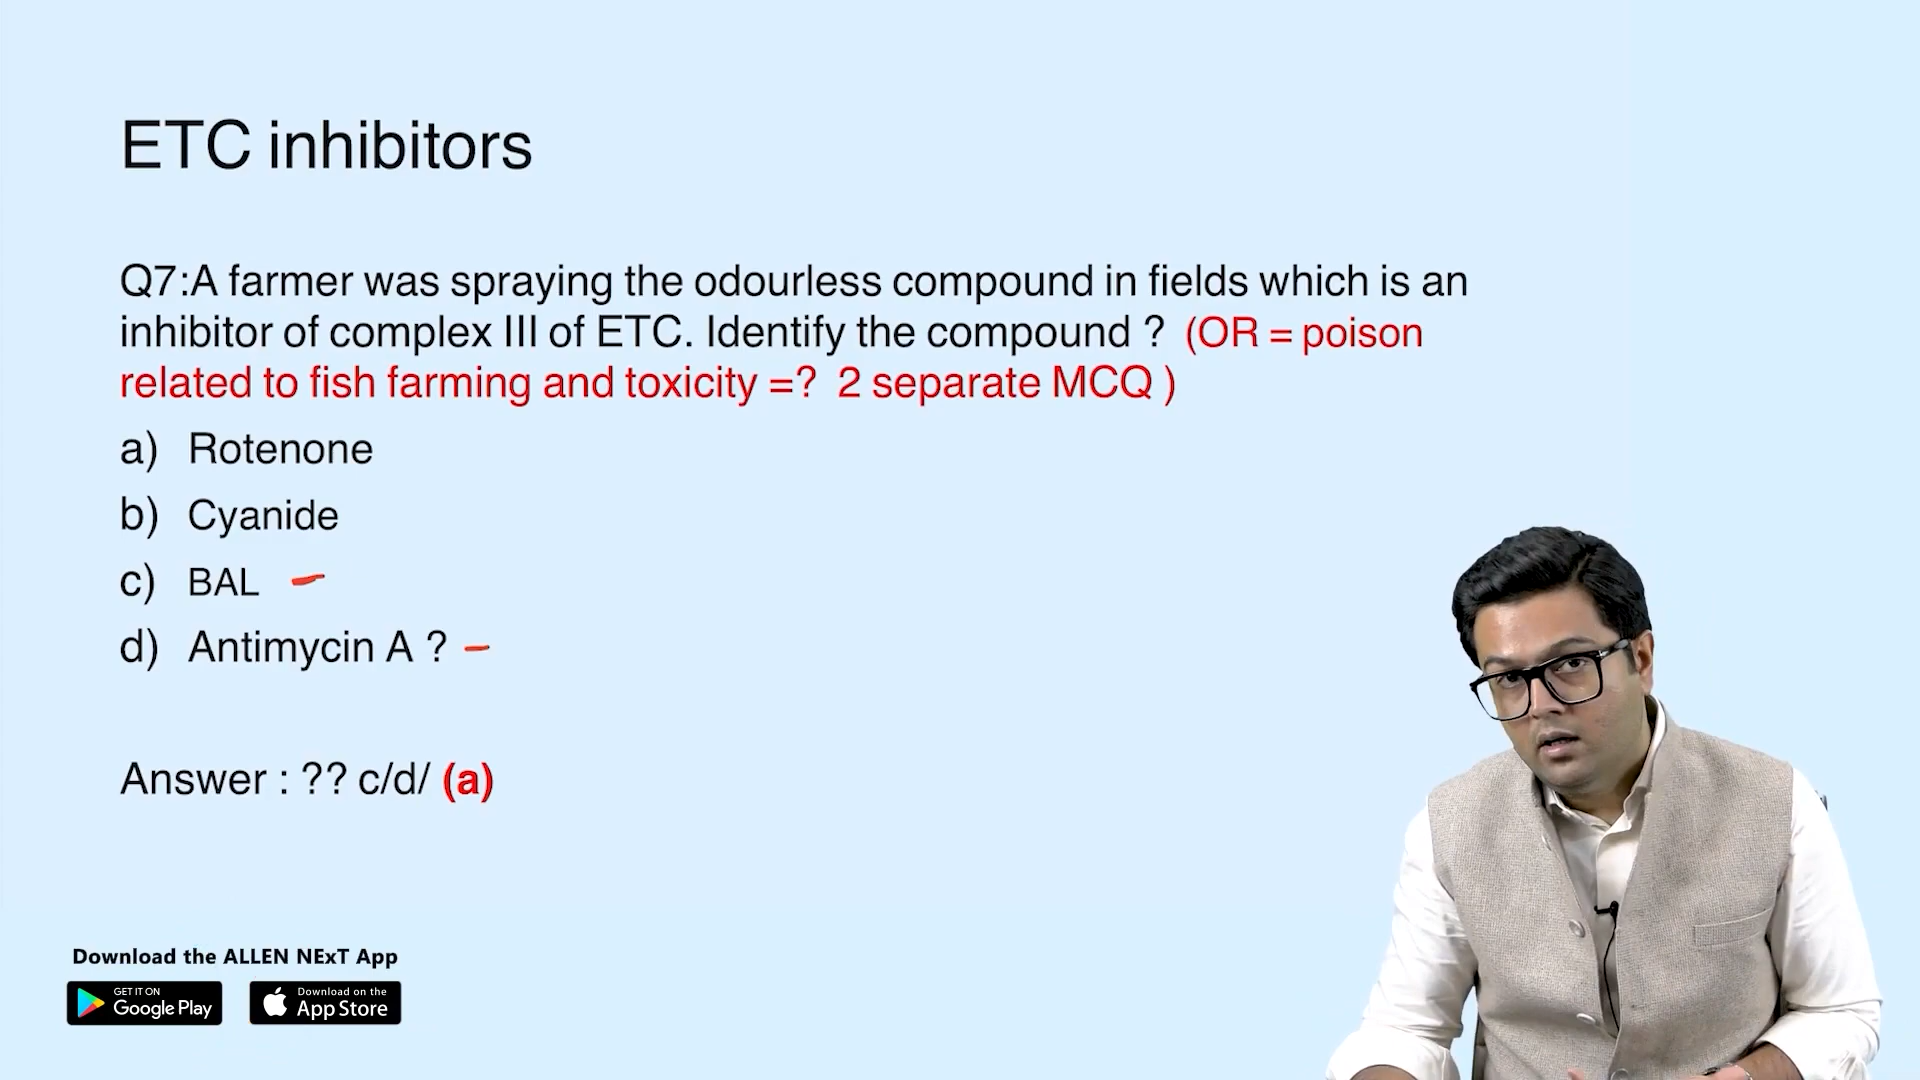 ETC inhibitors
Q7:A farmer was spraying the odourless compound in fields which is an
inhibitor of complex III of ETC. Identify the compound ? (OR = poison
related to fish farming and toxicity =? 2 separate MCQ )
a) Rotenone
b) Cyanide
c) BAL
d) Antimycin A ?
Answer : ?? c/d/ (a)
Download the ALLEN NExT App
GET IT ON
Google Play
Download on the
App Store